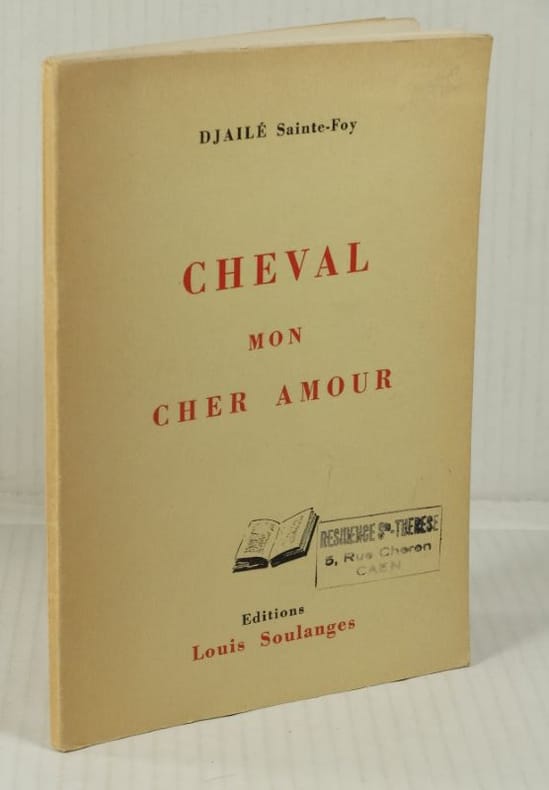 DJAILÉ Sainte-Foy
CHEVAL
MON
CHER AMOUR
RESIDENCE Ste-THERESE
5, Rue Cheron
CAEN
Editions
Louis Soulanges